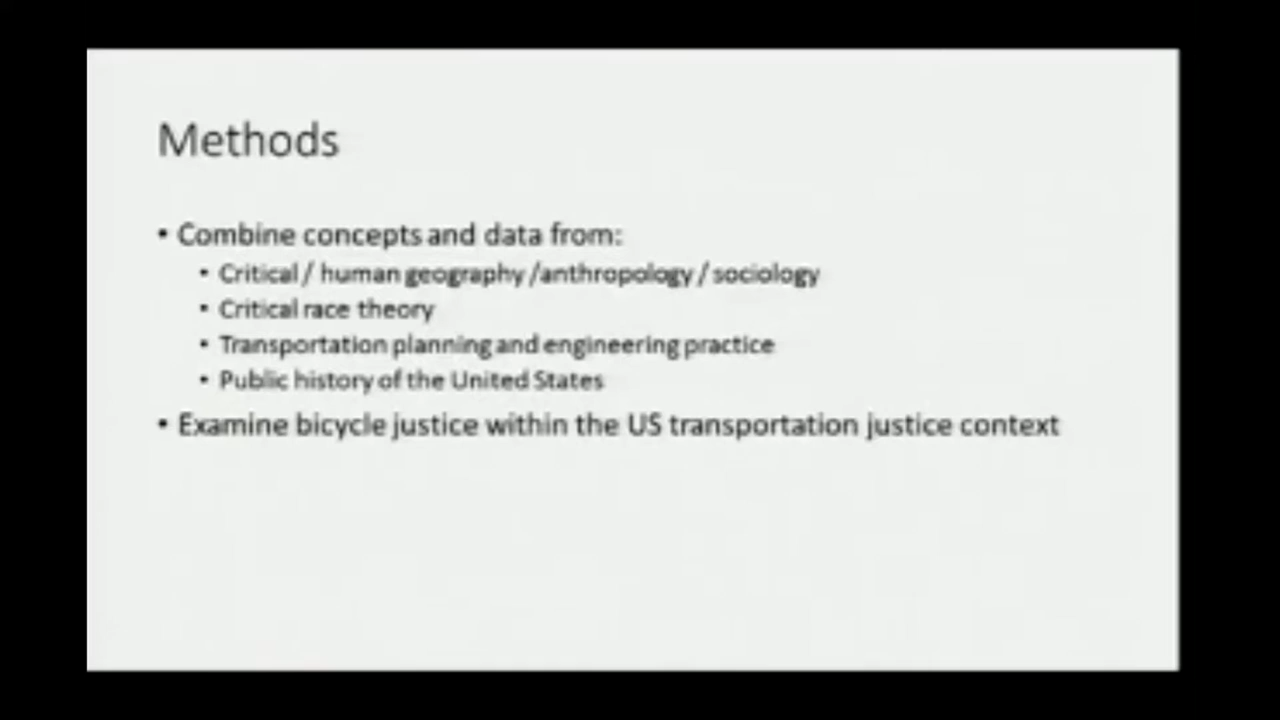 Methods
• Combine concepts and data from:
• Critical / human geography /anthropology / sociology
• Critical race theory
• Transportation planning and engineering practice
• Public history of the United States
• Examine bicycle justice within the US transportation justice context